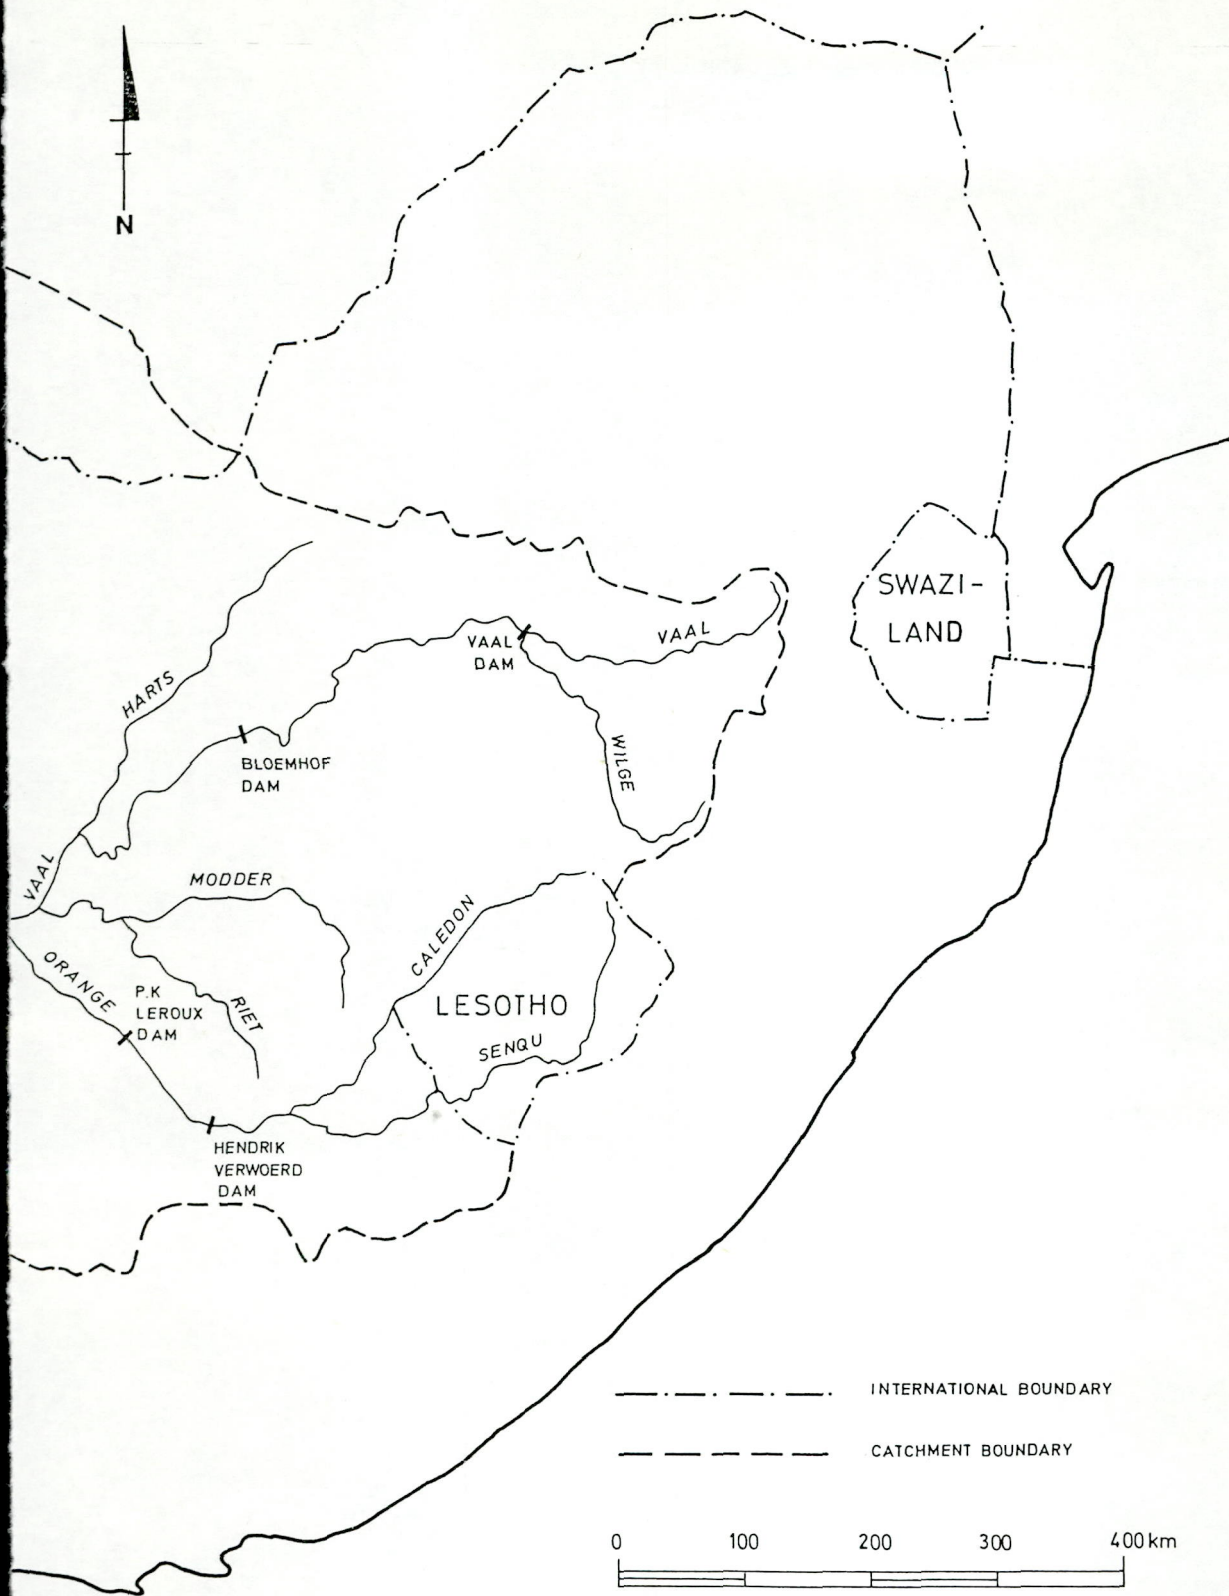 N
SWAZI-
LAND
VAAL
VAAL
DAM
HARTS
WILGE
BLOEMHOF
DAM
VAAL
MODDER
CALEDON
ORANGE
P.K
LEROUX
DAM
RIET
LESOTHO
SENQU
HENDRIK
VERWOERD
DAM
INTERNATIONAL BOUNDARY
CATCHMENT BOUNDARY
0 100 200 300 400 km